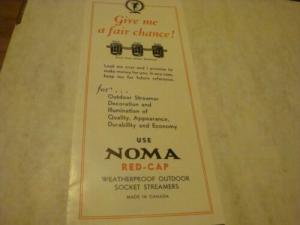 Give me
a fair chance!
Look me over and I promise to
make money for you, in any case,
keep me for future reference.
for...
Outdoor Streamer
Decoration and
Illumination of
Quality, Appearance,
Durability and Economy
USE
NOMA
RED-CAP
WEATHERPROOF OUTDOOR
SOCKET STREAMERS
MADE IN CANADA